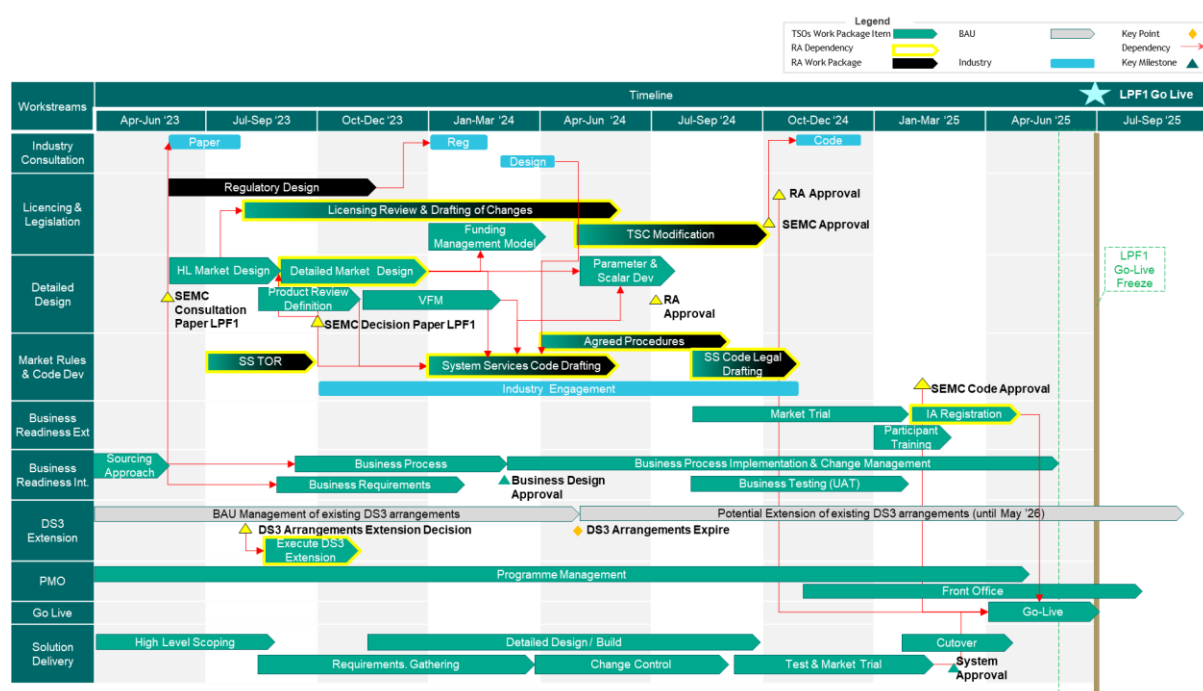 Legend
TSOs Work Package Item
BAU
Key Point
RA Dependency
Dependency
RA Work Package
Industry
Key Milestone
Workstreams
Timeline
LPF1 Go Live
Apr-Jun ‘23
Jul-Sep ‘23
Oct-Dec ‘23
Jan-Mar ‘24
Apr-Jun ‘24
Jul-Sep ‘24
Oct-Dec ‘24
Jan-Mar ‘25
Apr-Jun ‘25
Jul-Sep ‘25
Industry
Consultation
Paper
Reg
Design
Code
Licencing &
Legislation
Regulatory Design
Licensing Review & Drafting of Changes
Funding
Management Model
TSC Modification
RA Approval
SEMC Approval
Detailed
Design
HL Market Design
Detailed Market Design
Parameter &
Scalar Dev
Product Review
Definition
VFM
SEMC
Consultation
Paper LPF1
SEMC Decision Paper LPF1
RA
Approval
LPF1
Go-Live
Freeze
Market Rules
& Code Dev
SS TOR
Agreed Procedures
System Services Code Drafting
SS Code Legal
Drafting
Industry Engagement
SEMC Code Approval
Business
Readiness Ext
Market Trial
IA Registration
Participant
Training
Business
Readiness Int.
Sourcing
Approach
Business Process
Business Process Implementation & Change Management
Business Requirements
Business Design
Approval
Business Testing (UAT)
DS3
Extension
BAU Management of existing DS3 arrangements
Potential Extension of existing DS3 arrangements (until May ’26)
DS3 Arrangements Extension Decision
DS3 Arrangements Expire
Execute DS3
Extension
PMO
Programme Management
Front Office
Go Live
Go-Live
Solution
Delivery
High Level Scoping
Detailed Design / Build
Cutover
Requirements. Gathering
Change Control
Test & Market Trial
System
Approval